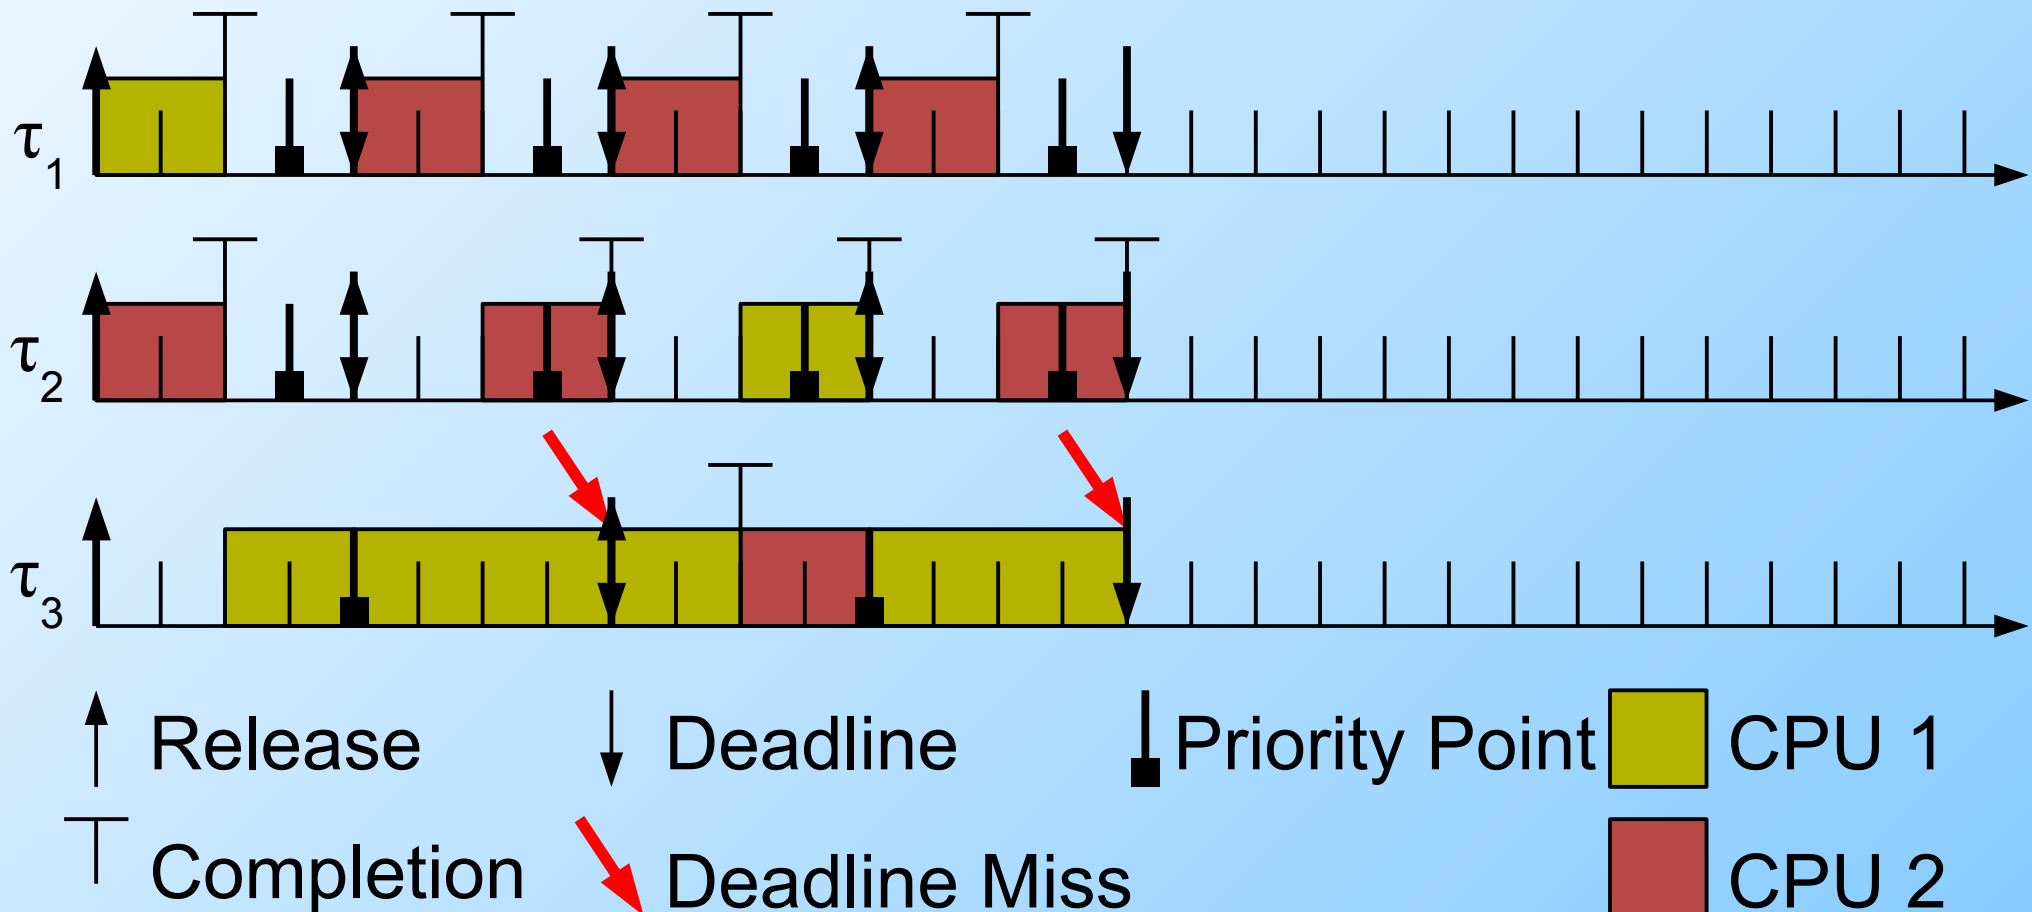 τ1
τ2
τ3
Release
Deadline
Priority Point
CPU 1
Completion
Deadline Miss
CPU 2